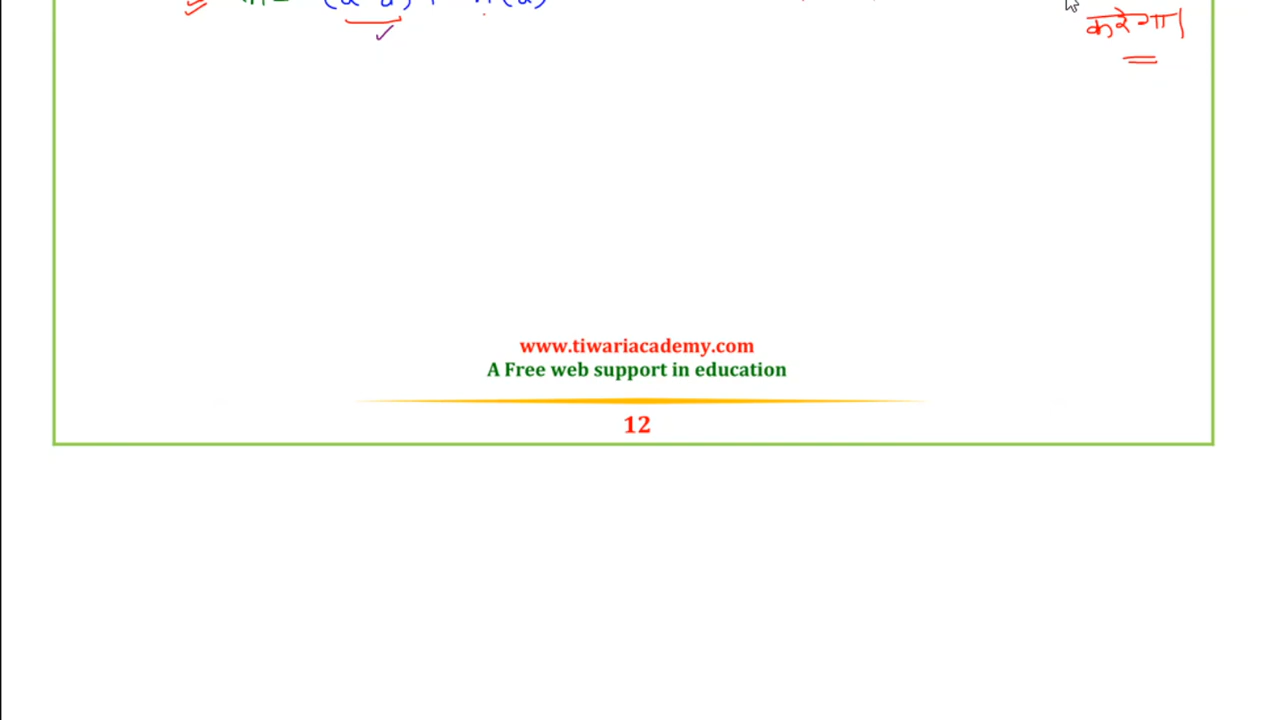 करेगा।
www.tiwariacademy.com
A Free web support in education
12